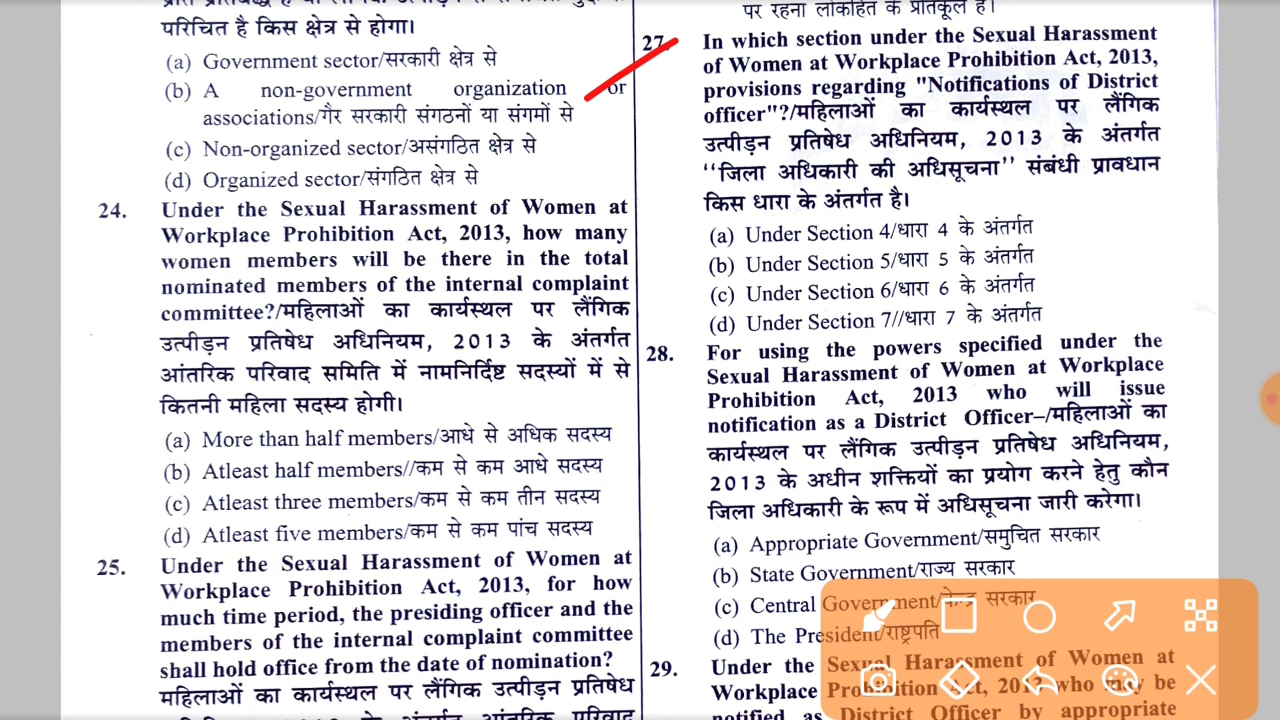 परिचित है किस क्षेत्र से होगा।
(a) Government sector/सरकारी क्षेत्र से
(b) A non-government organization or
associations/गैर सरकारी संगठनों या संगमों से
(c) Non-organized sector/असंगठित क्षेत्र से
(d) Organized sector/संगठित क्षेत्र से
24. Under the Sexual Harassment of Women at
Workplace Prohibition Act, 2013, how many
women members will be there in the total
nominated members of the internal complaint
committee?/महिलाओं का कार्यस्थल पर लैंगिक
उत्पीड़न प्रतिषेध अधिनियम, 2013 के अंतर्गत
आंतरिक परिवाद समिति में नामनिर्दिष्ट सदस्यों में से
कितनी महिला सदस्य होगी।
(a) More than half members/आधे से अधिक सदस्य
(b) Atleast half members//कम से कम आधे सदस्य
(c) Atleast three members/कम से कम तीन सदस्य
(d) Atleast five members/कम से कम पांच सदस्य
25. Under the Sexual Harassment of Women at
Workplace Prohibition Act, 2013, for how
much time period, the presiding officer and the
members of the internal complaint committee
shall hold office from the date of nomination?
महिलाओं का कार्यस्थल पर लैंगिक उत्पीड़न प्रतिषेध
पर रहना लोकहित के प्रतिकूल है।
27. In which section under the Sexual Harassment
of Women at Workplace Prohibition Act, 2013,
provisions regarding "Notifications of District
officer"?/महिलाओं का कार्यस्थल पर लैंगिक
उत्पीड़न प्रतिषेध अधिनियम, 2013 के अंतर्गत
‘‘जिला अधिकारी की अधिसूचना’’ संबंधी प्रावधान
किस धारा के अंतर्गत है।
(a) Under Section 4/धारा 4 के अंतर्गत
(b) Under Section 5/धारा 5 के अंतर्गत
(c) Under Section 6/धारा 6 के अंतर्गत
(d) Under Section 7//धारा 7 के अंतर्गत
28. For using the powers specified under the
Sexual Harassment of Women at Workplace
Prohibition Act, 2013 who will issue
notification as a District Officer–/महिलाओं का
कार्यस्थल पर लैंगिक उत्पीड़न प्रतिषेध अधिनियम,
2013 के अधीन शक्तियों का प्रयोग करने हेतु कौन
जिला अधिकारी के रूप में अधिसूचना जारी करेगा।
(a) Appropriate Government/समुचित सरकार
(b) State Government/राज्य सरकार
(c) Central Government/केन्द्र सरकार
(d) The President/राष्ट्रपति
29. Under the Sexual Harassment of Women at
Workplace Prohibition Act, 2013 who may be
notified as District Officer by appropriate